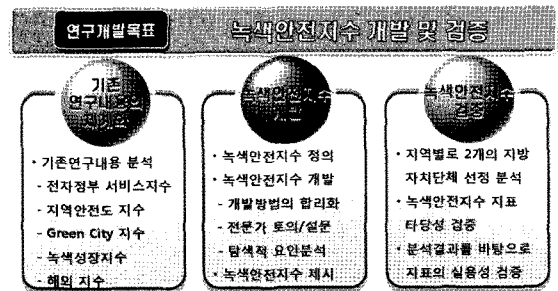 연구개발목표
녹색안전지수 개발 및 검증
기존
연구내용의
체계화
• 기존연구내용 분석
- 전자정부 서비스지수
- 지역안전도 지수
- Green City 지수
- 녹색성장지수
- 해외 지수
녹색안전지수
개발
• 녹색안전지수 정의
• 녹색안전지수 개발
- 개발방법의 합리화
- 전문가 토의/설문
- 탐색적 요인분석
• 녹색안전지수 제시
녹색안전지수
검증
• 지역별로 2개의 지방
자치단체 선정 분석
• 녹색안전지수 지표
타당성 검증
• 분석결과를 바탕으로
지표의 실용성 검증